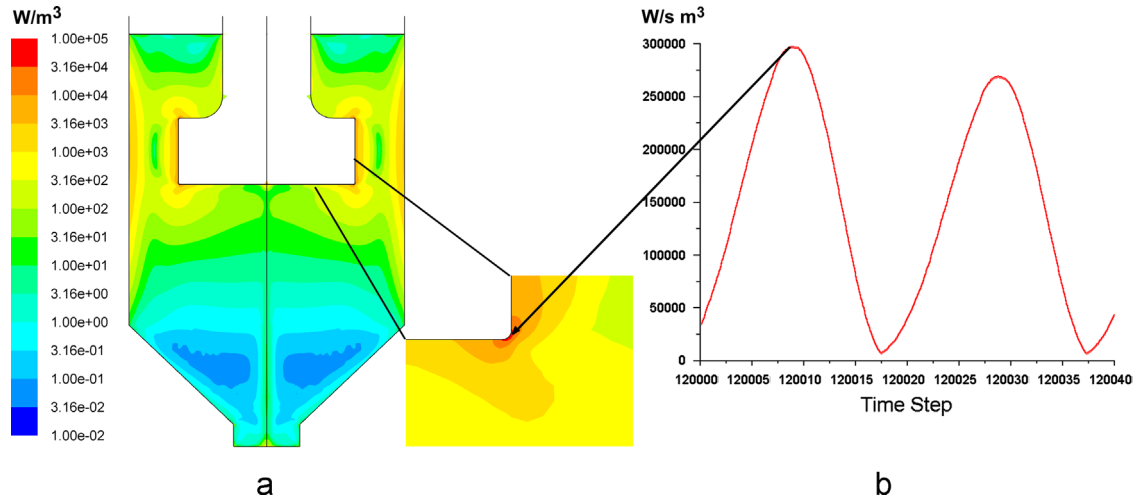 W/m³
1.00e+05
3.16e+04
1.00e+04
3.16e+03
1.00e+03
3.16e+02
1.00e+02
3.16e+01
1.00e+01
3.16e+00
1.00e+00
3.16e-01
1.00e-01
3.16e-02
1.00e-02
a
W/s m³
300000
250000
200000
150000
100000
50000
0
120000 120005 120010 120015 120020 120025 120030 120035 120040
Time Step
b